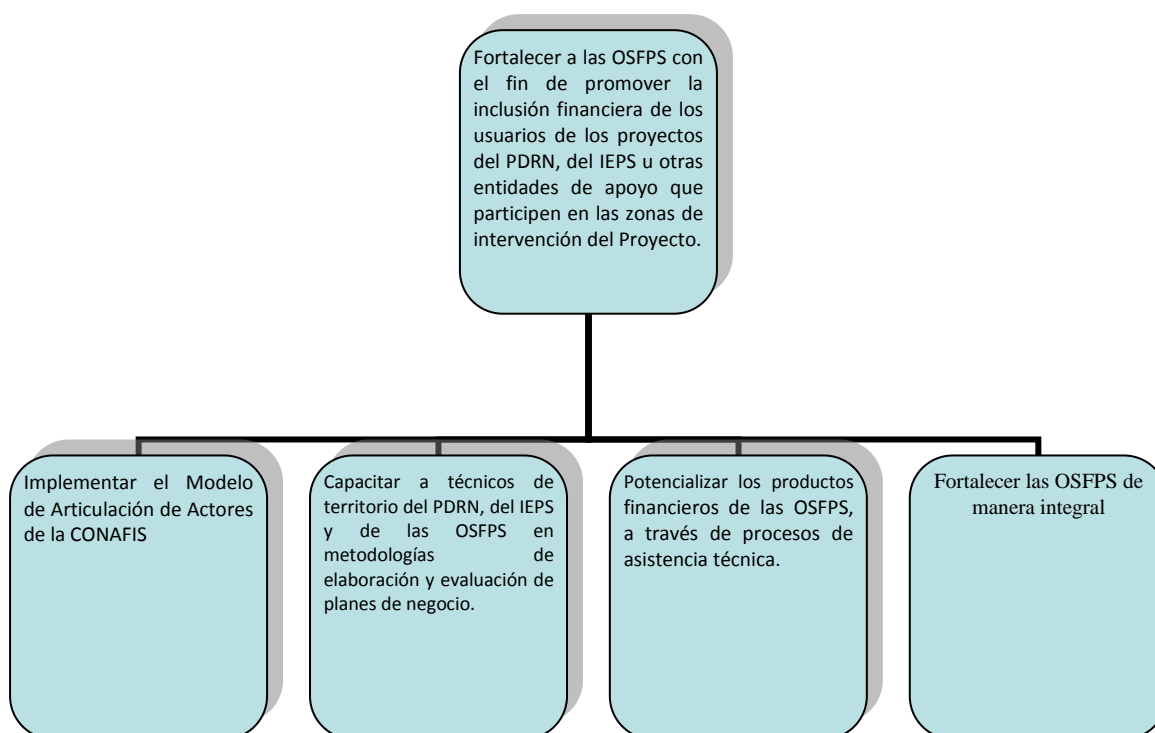 Fortalecer a las OSFPS con
el fin de promover la
inclusión financiera de los
usuarios de los proyectos
del PDRN, del IEPS u otras
entidades de apoyo que
participen en las zonas de
intervención del Proyecto.
Implementar el Modelo
de Articulación de Actores
de la CONAFIS
Capacitar a técnicos de
territorio del PDRN, del IEPS
y de las OSFPS en
metodologías de
elaboración y evaluación de
planes de negocio.
Potencializar los productos
financieros de las OSFPS,
a través de procesos de
asistencia técnica.
Fortalecer las OSFPS de
manera integral